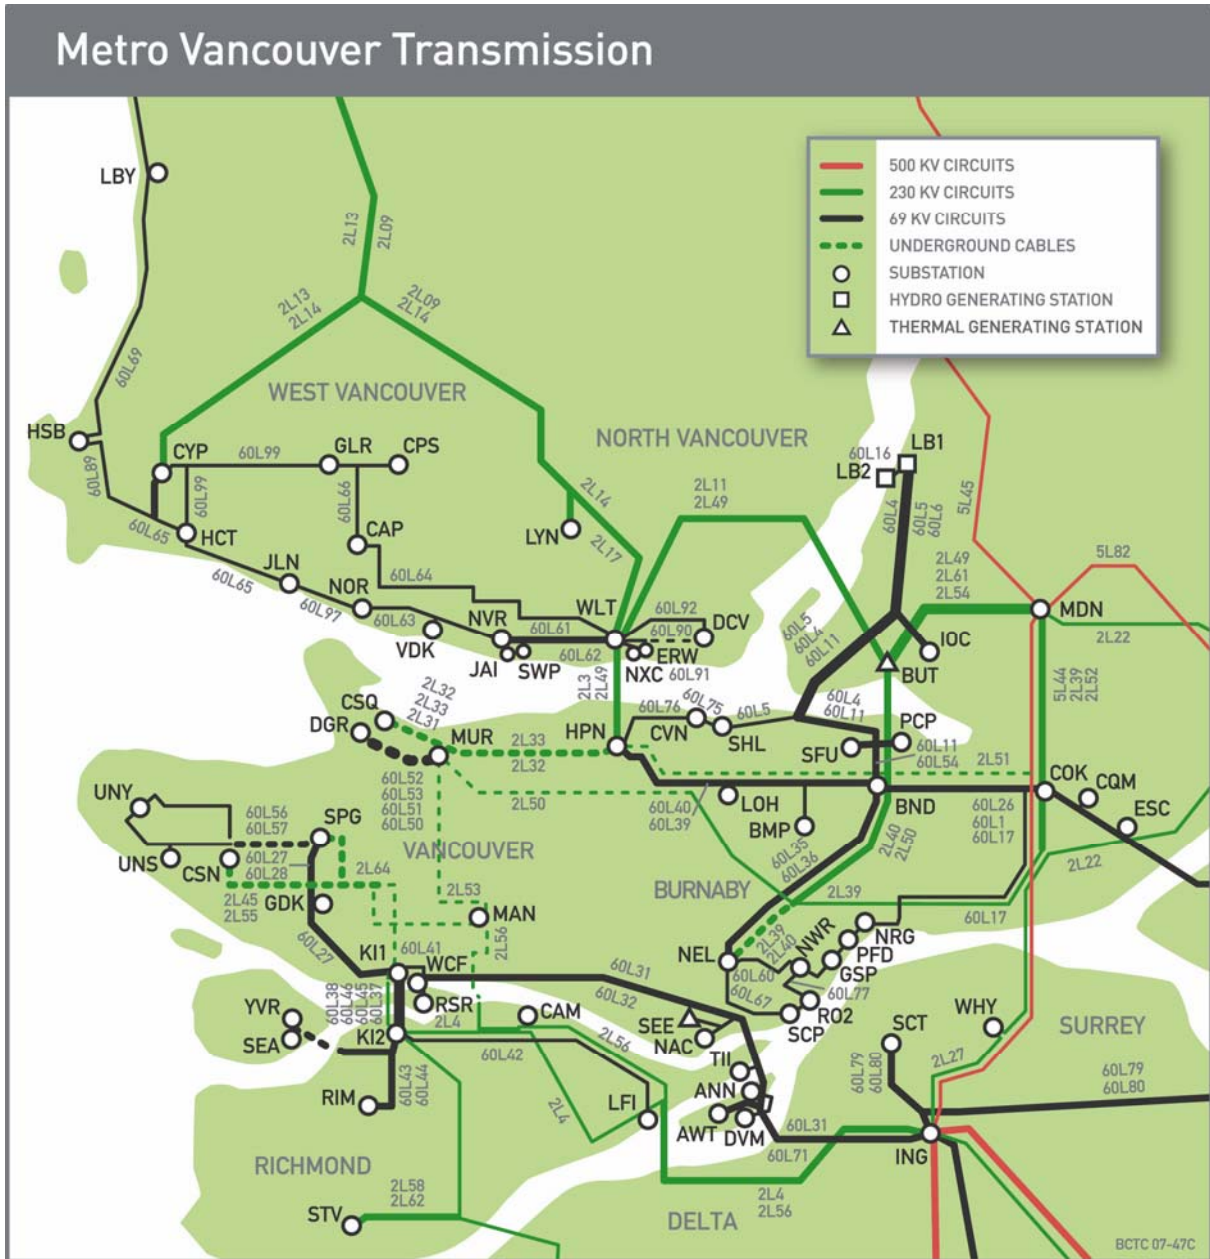 Metro Vancouver Transmission
500 KV CIRCUITS
230 KV CIRCUITS
69 KV CIRCUITS
UNDERGROUND CABLES
SUBSTATION
HYDRO GENERATING STATION
THERMAL GENERATING STATION
LBY
2L13
2L09
2L13
2L14
2L09
2L14
60L69
WEST VANCOUVER
NORTH VANCOUVER
HSB
60L89
CYP
60L99
GLR
CPS
60L99
60L66
60L65
HCT
CAP
LYN
2L14
2L17
2L11
2L49
60L16
LB1
LB2
60L4
60L5
60L6
5L45
5L82
60L65
JLN
60L97
NOR
60L63
VDK
60L64
NVR
60L61
60L62
JAI
SWP
WLT
60L92
60L90
DCV
NXC
ERW
60L91
60L5
60L4
60L11
2L49
2L61
2L54
MDN
2L22
IOC
BUT
2L3
2L49
5L44
2L39
2L52
CSQ
DGR
2L32
2L33
2L31
MUR
2L33
2L32
HPN
60L76
CVN
60L75
SHL
60L5
60L4
60L11
PCP
SFU
60L11
60L54
2L51
60L52
60L53
60L51
60L50
2L50
60L40
60L39
LOH
BMP
BND
60L26
60L1
60L17
COK
CQM
ESC
2L22
UNY
UNS
60L56
60L57
SPG
CSN
60L27
60L28
2L64
2L45
2L55
GDK
VANCOUVER
2L53
MAN
2L56
BURNABY
60L35
60L36
2L40
2L50
2L39
60L17
2L39
2L40
NEL
60L60
60L67
NWR
NRG
PFD
GSP
60L77
RO2
SCP
60L27
KI1
60L41
WCF
RSR
60L38
60L46
60L45
60L37
YVR
SEA
KI2
2L4
60L42
CAM
2L56
60L31
60L32
SEE
NAC
TII
ANN
AWT
DVM
WHY
SURREY
SCT
2L27
60L79
60L80
60L79
60L80
RIM
60L43
60L44
2L4
LFI
60L31
60L71
ING
RICHMOND
2L58
2L62
STV
2L4
2L56
DELTA
BCTC 07-47C